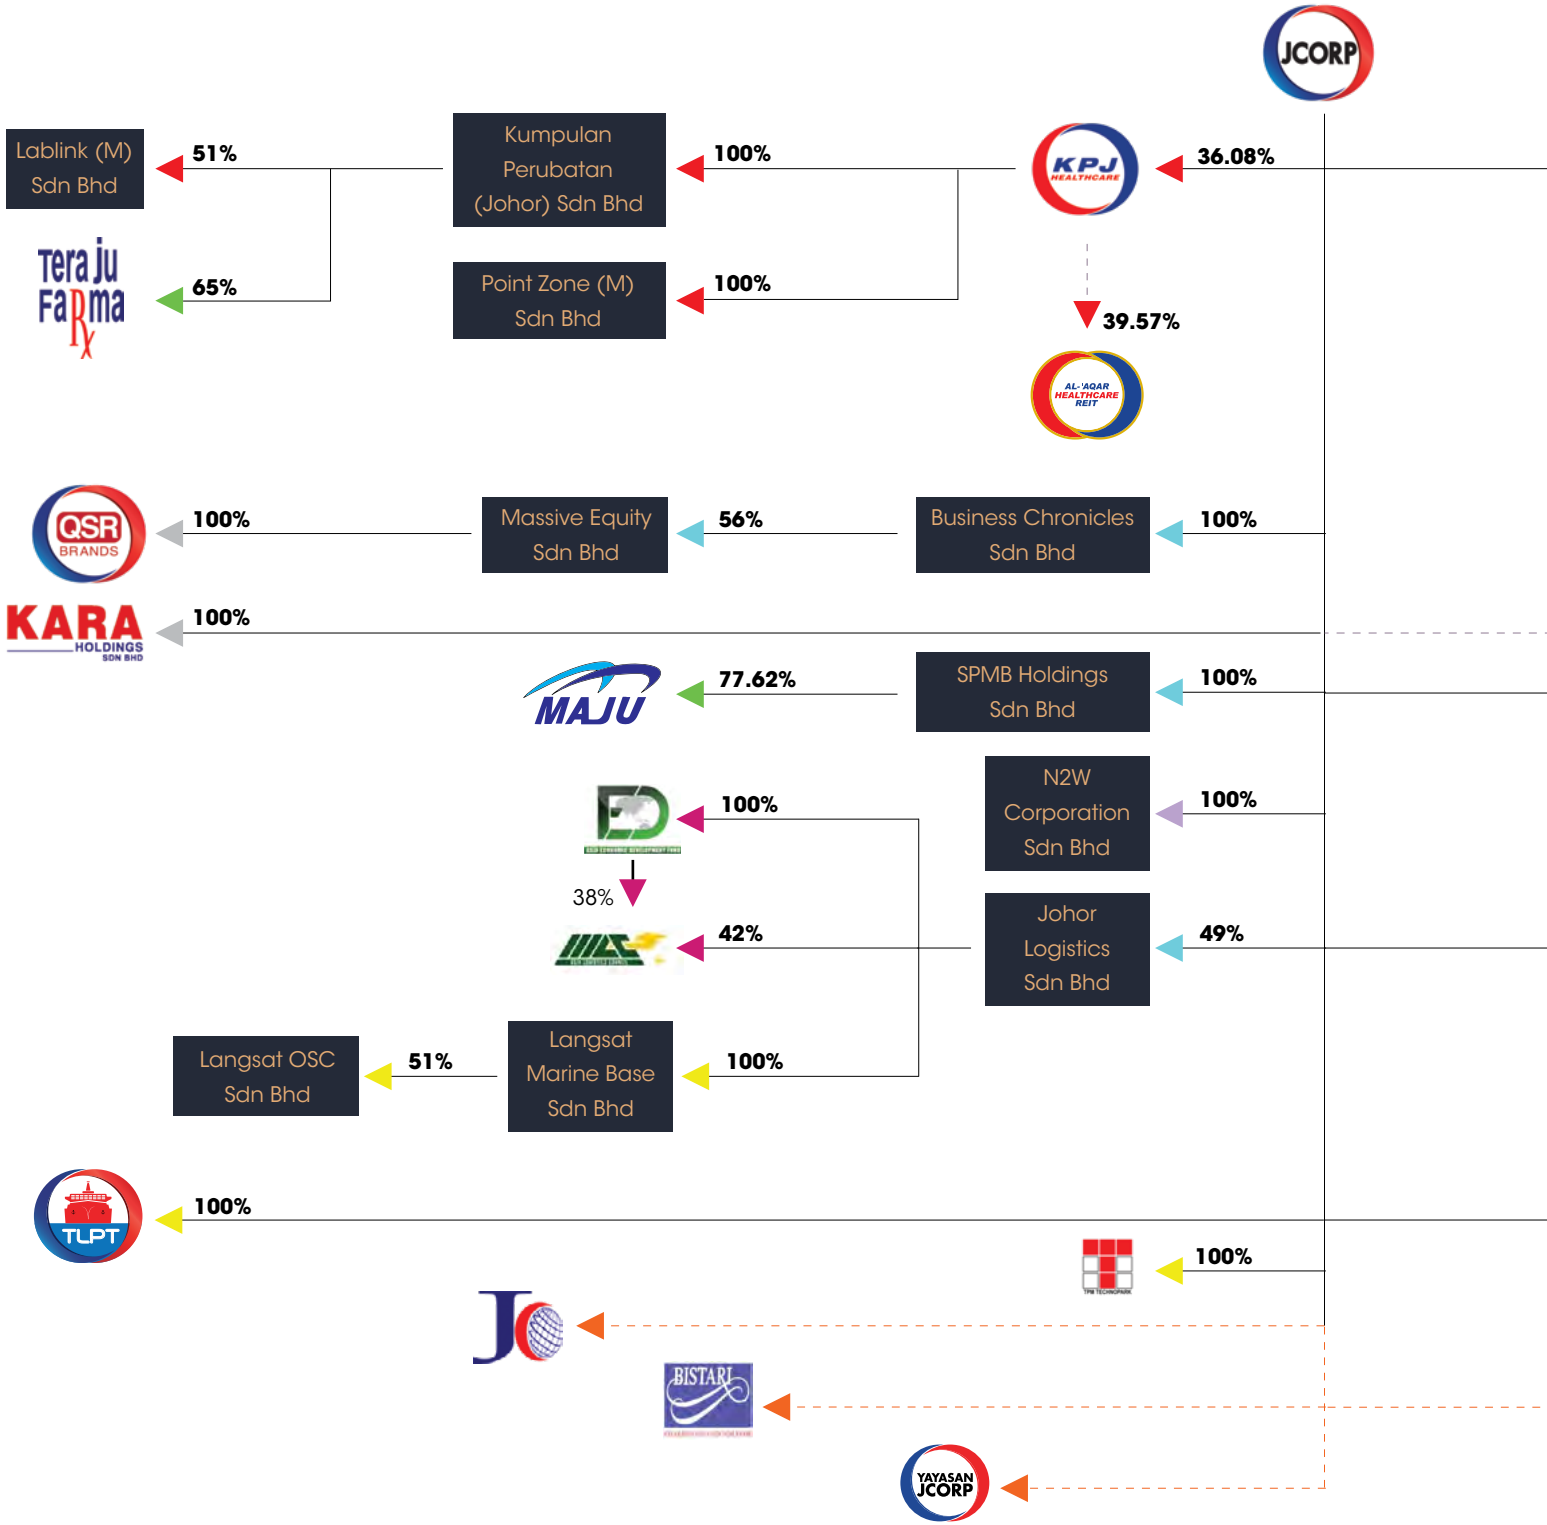 JCORP
Lablink (M)
Sdn Bhd
51%
Kumpulan
Perubatan
(Johor) Sdn Bhd
100%
KPJ
HEALTHCARE
36.08%
Tera ju
FaRma
x
65%
Point Zone (M)
Sdn Bhd
100%
39.57%
AL-'AQAR
HEALTHCARE
REIT
QSR
BRANDS
100%
Massive Equity
Sdn Bhd
56%
Business Chronicles
Sdn Bhd
100%
KARA
HOLDINGS
SDN BHD
100%
MAJU
77.62%
SPMB Holdings
Sdn Bhd
100%
N2W
Corporation
Sdn Bhd
100%
100%
38%
42%
Johor
Logistics
Sdn Bhd
49%
Langsat OSC
Sdn Bhd
51%
Langsat
Marine Base
Sdn Bhd
100%
TLPT
100%
TPM TECHNOPARK
100%
JC
BISTARI
YAYASAN
JCORP